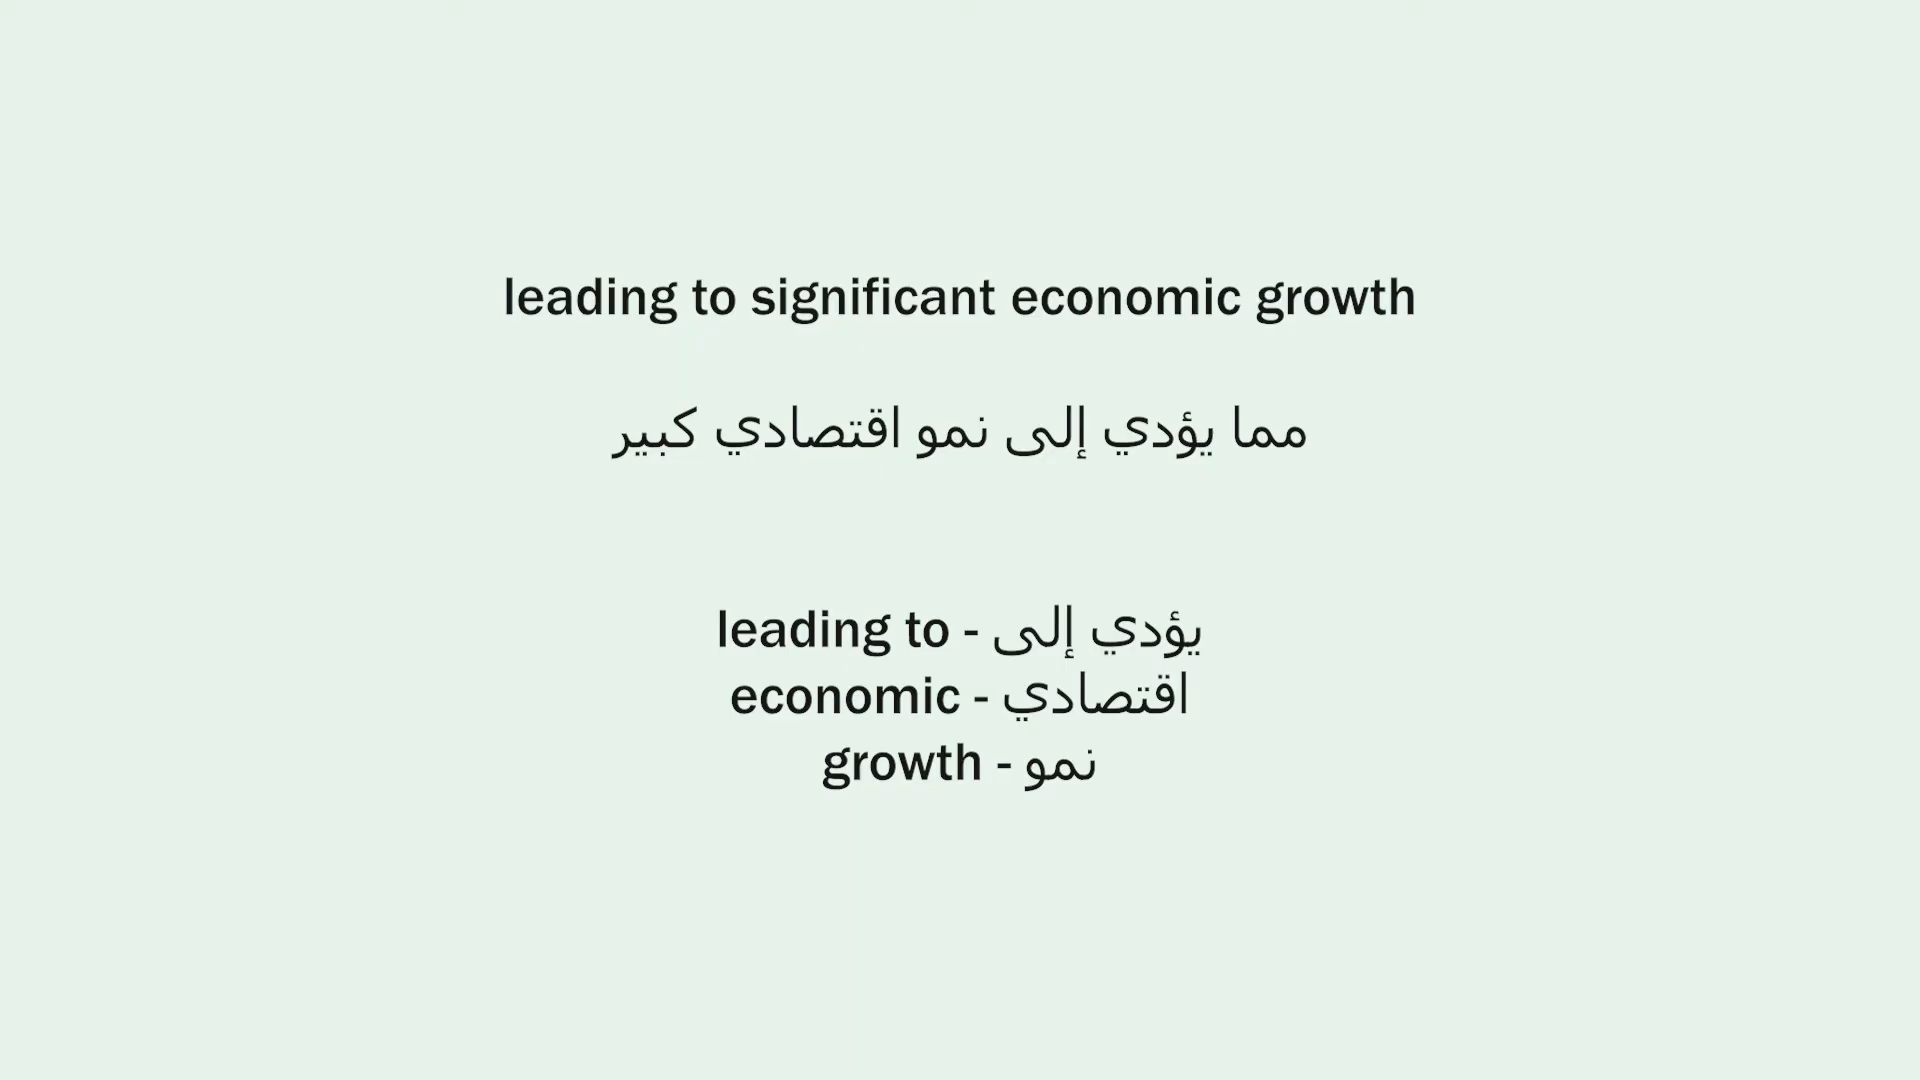 leading to significant economic growth
مما يؤدي إلى نمو اقتصادي كبير
leading to - يؤدي إلى
economic - اقتصادي
growth - نمو